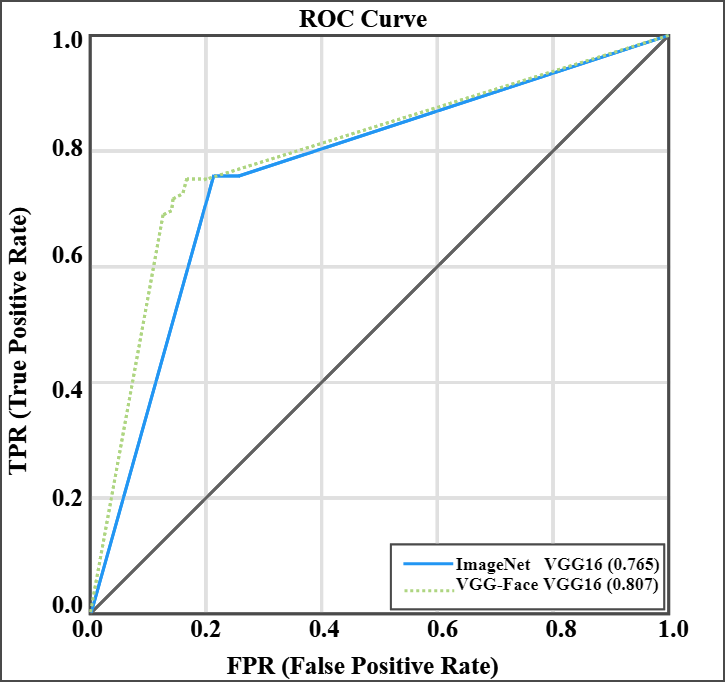 ROC Curve
1.0
0.8
0.6
0.4
0.2
0.0
TPR (True Positive Rate)
ImageNet VGG16 (0.765)
VGG-Face VGG16 (0.807)
0.0 0.2 0.4 0.6 0.8 1.0
FPR (False Positive Rate)